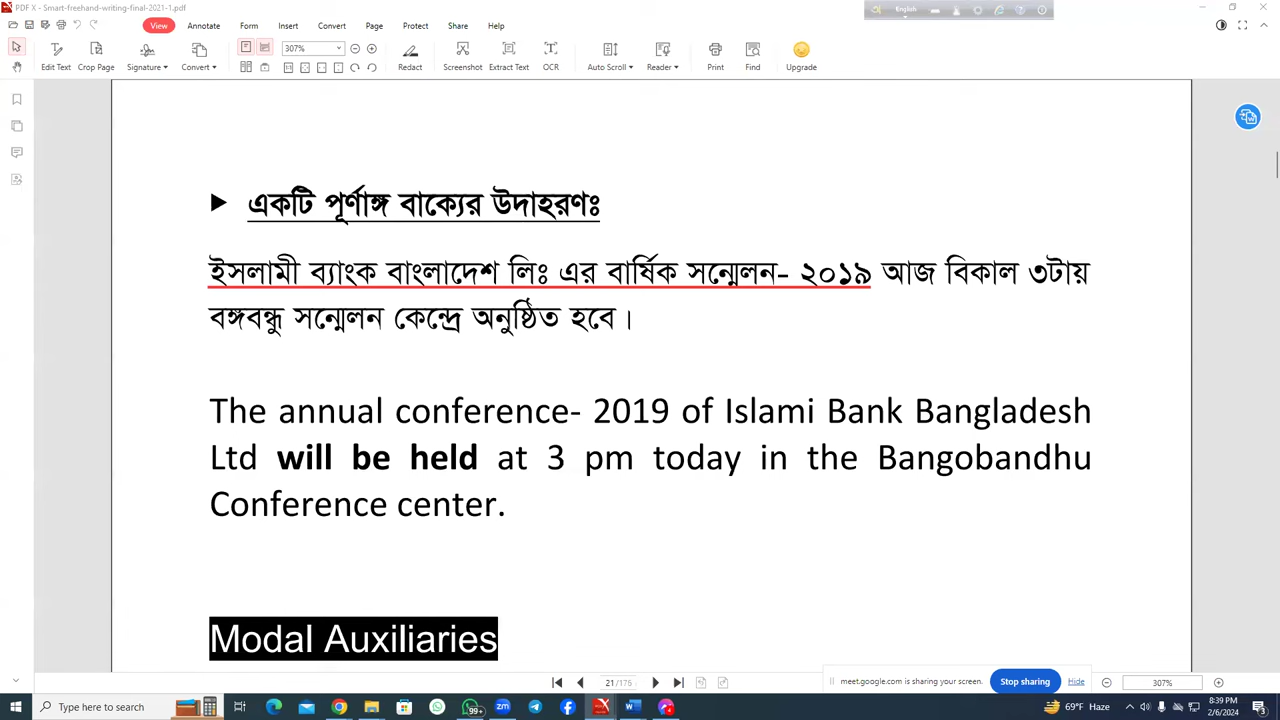 PDF X - Smart-freehand-writing-final-2021-1.pdf
English
View Annotate Form Insert Convert Page Protect Share Help
307%
Edit Text Crop Page Signature Convert Redact Screenshot Extract Text OCR Auto Scroll Reader Print Find Upgrade
একটি পূর্ণাঙ্গ বাক্যের উদাহরণঃ
ইসলামী ব্যাংক বাংলাদেশ লিঃ এর বার্ষিক সন্মেলন- ২০১৯ আজ বিকাল ৩টায়
বঙ্গবন্ধু সন্মেলন কেন্দ্রে অনুষ্ঠিত হবে।
The annual conference- 2019 of Islami Bank Bangladesh
Ltd will be held at 3 pm today in the Bangobandhu
Conference center.
Modal Auxiliaries
21/175
meet.google.com is sharing your screen. Stop sharing Hide
307%
Type here to search
99+
69°F Haze
8:39 PM
2/6/2024